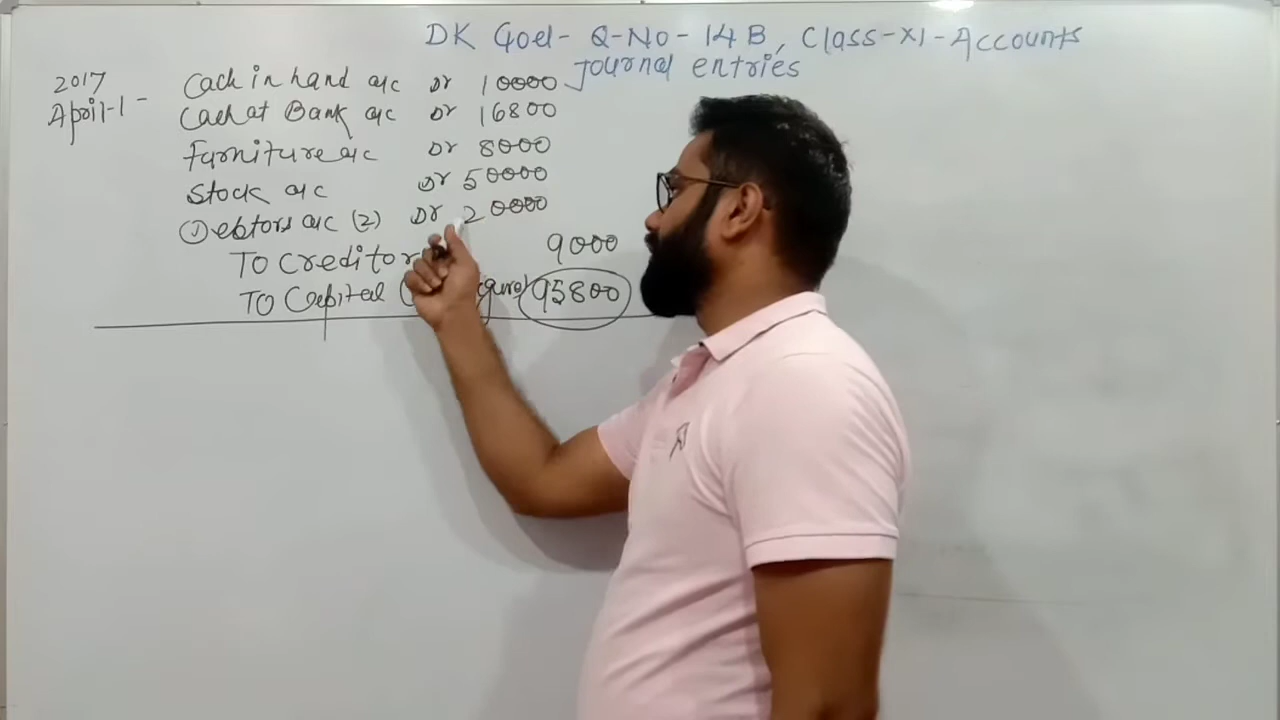 DK Goel- Q-No-14B, Class-XI-Accounts
Journal entries
2017
April-1- Cash in hand a/c Dr 10000
Cash at Bank a/c Dr 16800
Furniture a/c Dr 8000
Stock a/c Dr 50000
Debtors a/c (2) Dr 20000
To Creditor 9000
To Capital 95800